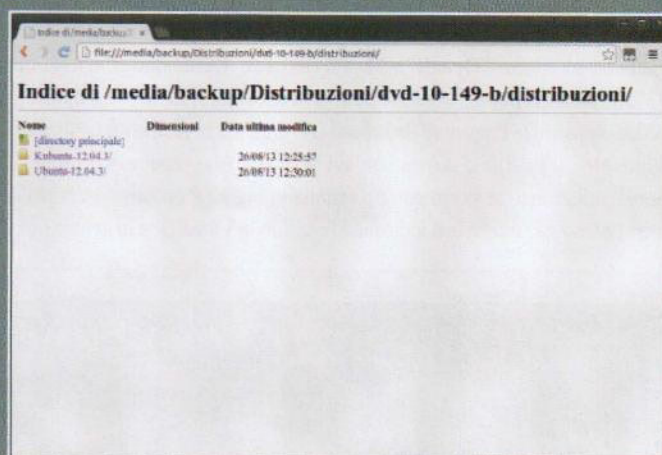 Indice di /media/backup/
file:///media/backup/Distribuzioni/dvd-10-149-b/distribuzioni/
Indice di /media/backup/Distribuzioni/dvd-10-149-b/distribuzioni/
Nome Dimensioni Data ultima modifica
[directory principale]
Kubuntu-12.04.3/ 26/08/13 12:25:57
Ubuntu-12.04.3/ 26/08/13 12:30:01